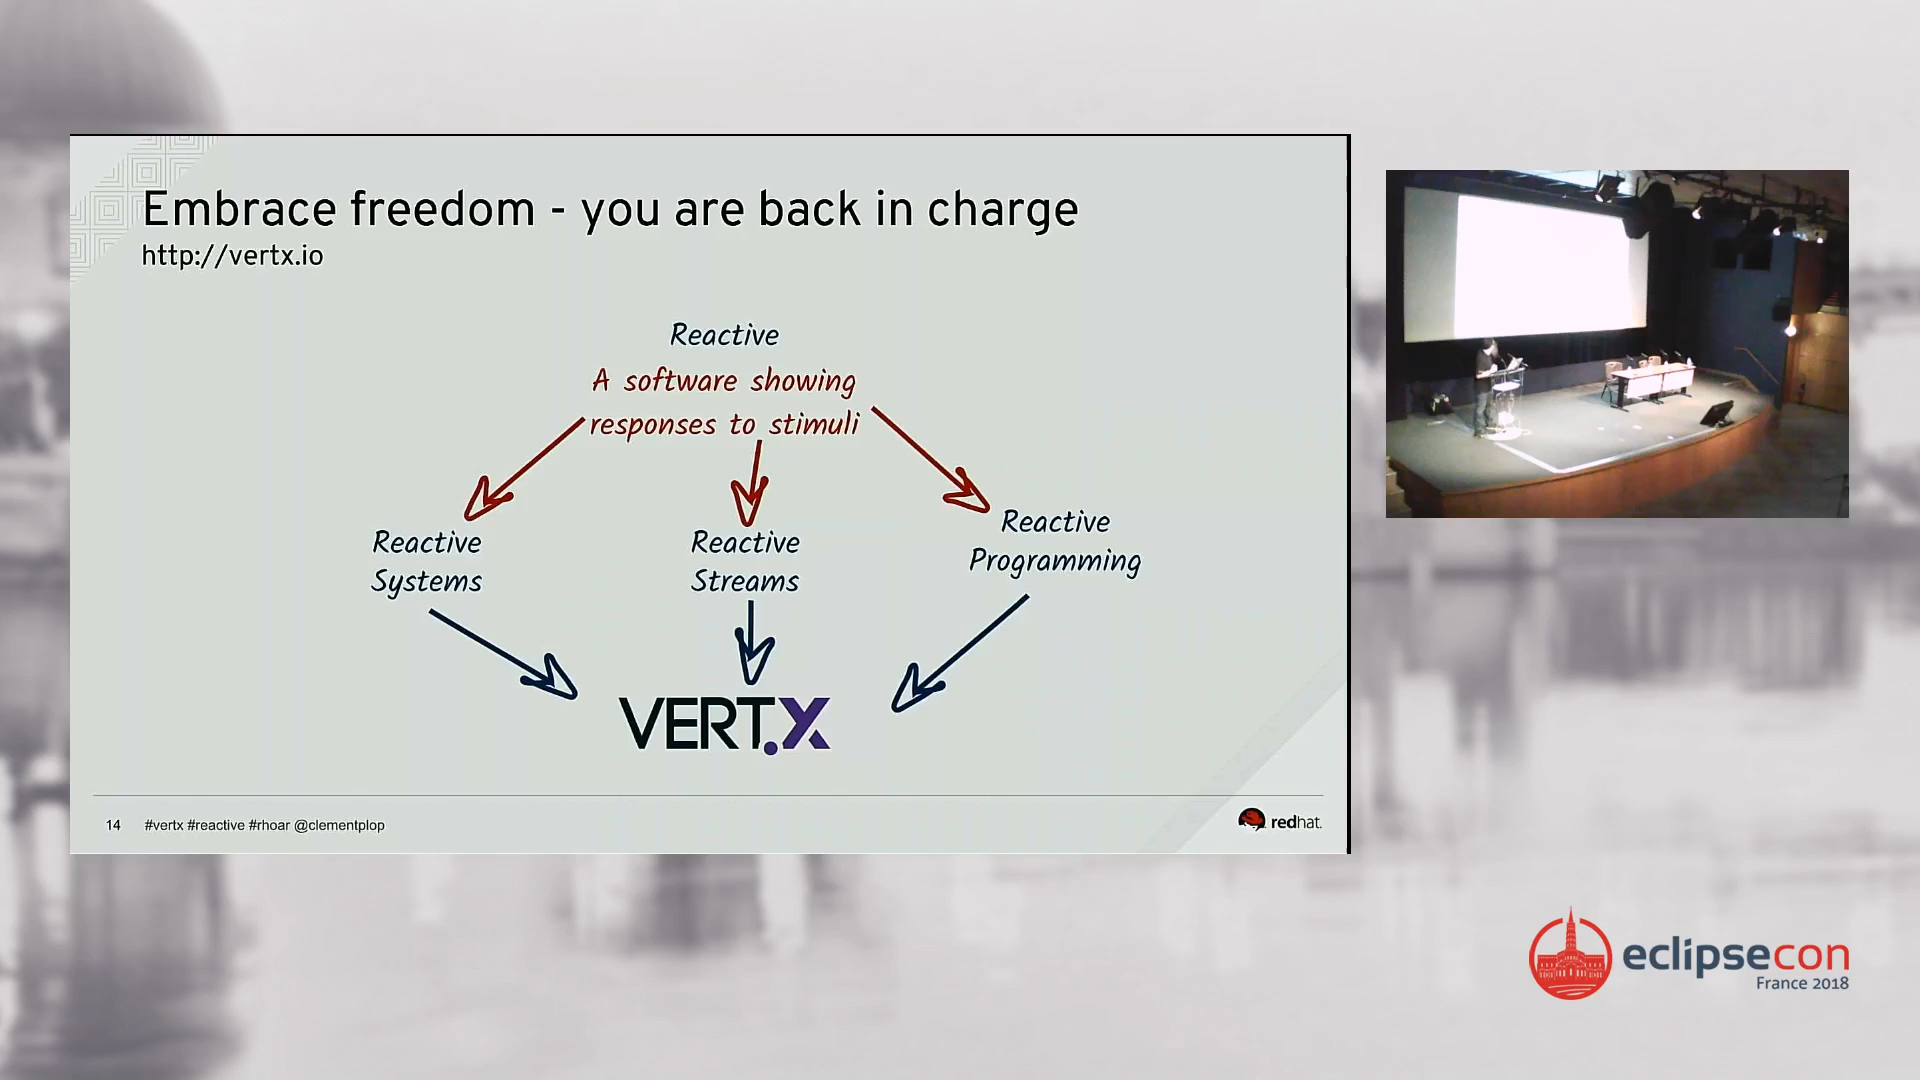 Embrace freedom - you are back in charge
http://vertx.io
Reactive
A software showing
responses to stimuli
Reactive
Systems
Reactive
Streams
Reactive
Programming
VERT.X
14 #vertx #reactive #rhoar @clementplop
redhat.
eclipsecon
France 2018